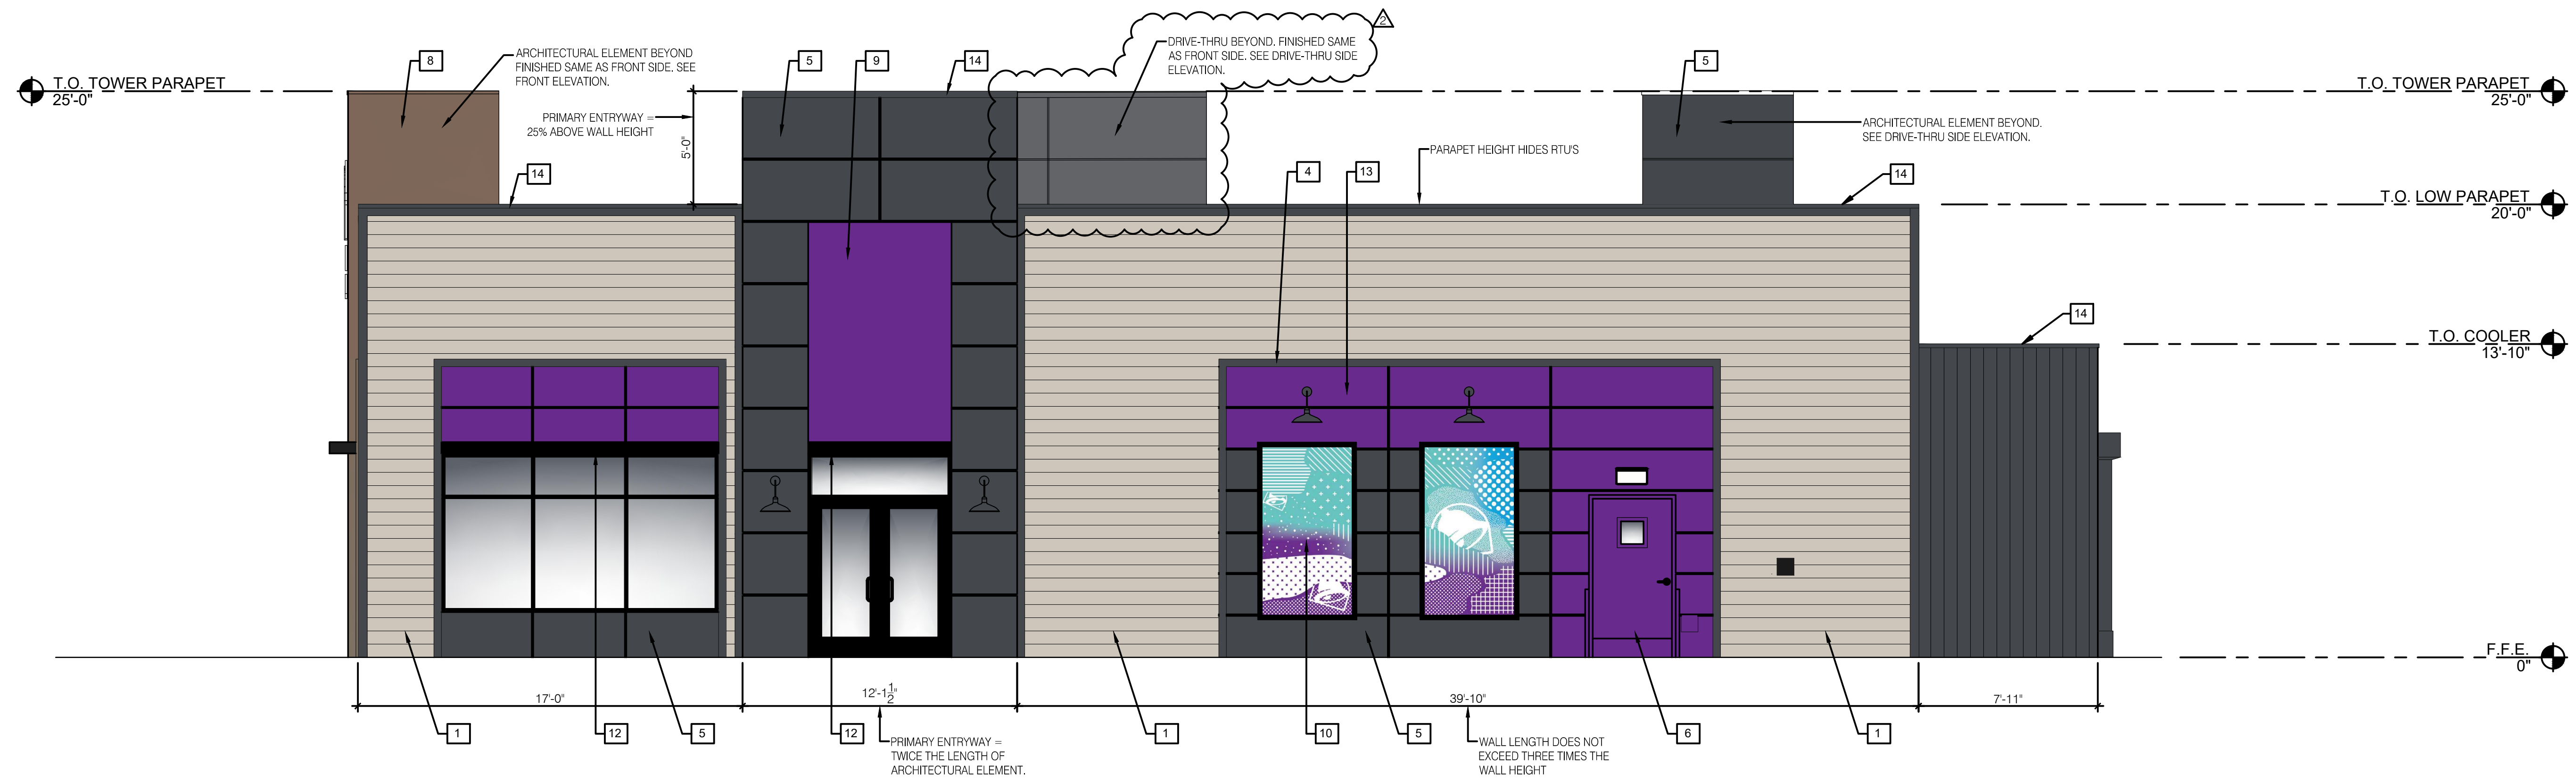 2
8
ARCHITECTURAL ELEMENT BEYOND
FINISHED SAME AS FRONT SIDE. SEE
FRONT ELEVATION.
5
9
14
DRIVE-THRU BEYOND. FINISHED SAME
AS FRONT SIDE. SEE DRIVE-THRU SIDE
ELEVATION.
5
T.O. TOWER PARAPET
25'-0"
T.O. TOWER PARAPET
25'-0"
PRIMARY ENTRYWAY =
25% ABOVE WALL HEIGHT
5'-0"
ARCHITECTURAL ELEMENT BEYOND.
SEE DRIVE-THRU SIDE ELEVATION.
PARAPET HEIGHT HIDES RTU'S
14
4
13
14
T.O. LOW PARAPET
20'-0"
14
T.O. COOLER
13'-10"
F.F.E.
0"
17'-0"
12'-1 1/2"
39'-10"
7'-11"
1
12
5
12
PRIMARY ENTRYWAY =
TWICE THE LENGTH OF
ARCHITECTURAL ELEMENT.
1
10
5
WALL LENGTH DOES NOT
EXCEED THREE TIMES THE
WALL HEIGHT
6
1